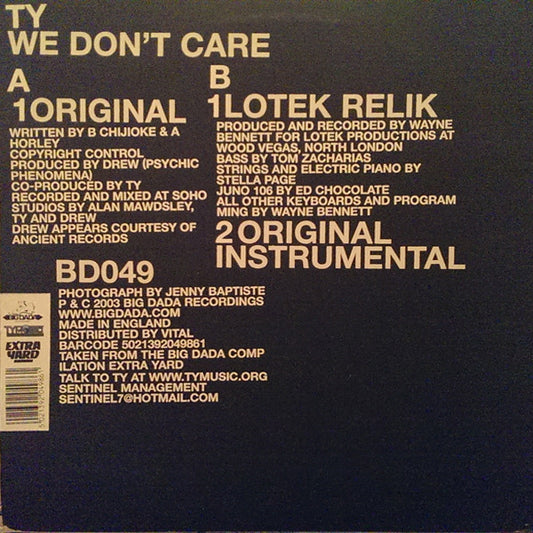 TY
WE DON'T CARE
A
1ORIGINAL
WRITTEN BY B CHIJIOKE & A
HORLEY
COPYRIGHT CONTROL
PRODUCED BY DREW (PSYCHIC
PHENOMENA)
CO-PRODUCED BY TY
RECORDED AND MIXED AT SOHO
STUDIOS BY ALAN MAWDSLEY,
TY AND DREW
DREW APPEARS COURTESY OF
ANCIENT RECORDS
B
1LOTEK RELIK
PRODUCED AND RECORDED BY WAYNE
BENNETT FOR LOTEK PRODUCTIONS AT
WOOD VEGAS, NORTH LONDON
BASS BY TOM ZACHARIAS
STRINGS AND ELECTRIC PIANO BY
STELLA PAGE
JUNO 106 BY ED CHOCOLATE
ALL OTHER KEYBOARDS AND PROGRAM
MING BY WAYNE BENNETT
2 ORIGINAL
INSTRUMENTAL
BD049
PHOTOGRAPH BY JENNY BAPTISTE
P & C 2003 BIG DADA RECORDINGS
WWW.BIGDADA.COM
MADE IN ENGLAND
DISTRIBUTED BY VITAL
BARCODE 5021392049861
TAKEN FROM THE BIG DADA COMP
ILATION EXTRA YARD
TALK TO TY AT WWW.TYMUSIC.ORG
SENTINEL MANAGEMENT
SENTINEL7@HOTMAIL.COM
BIG DADA
EXTRA
YARD
5021392049861